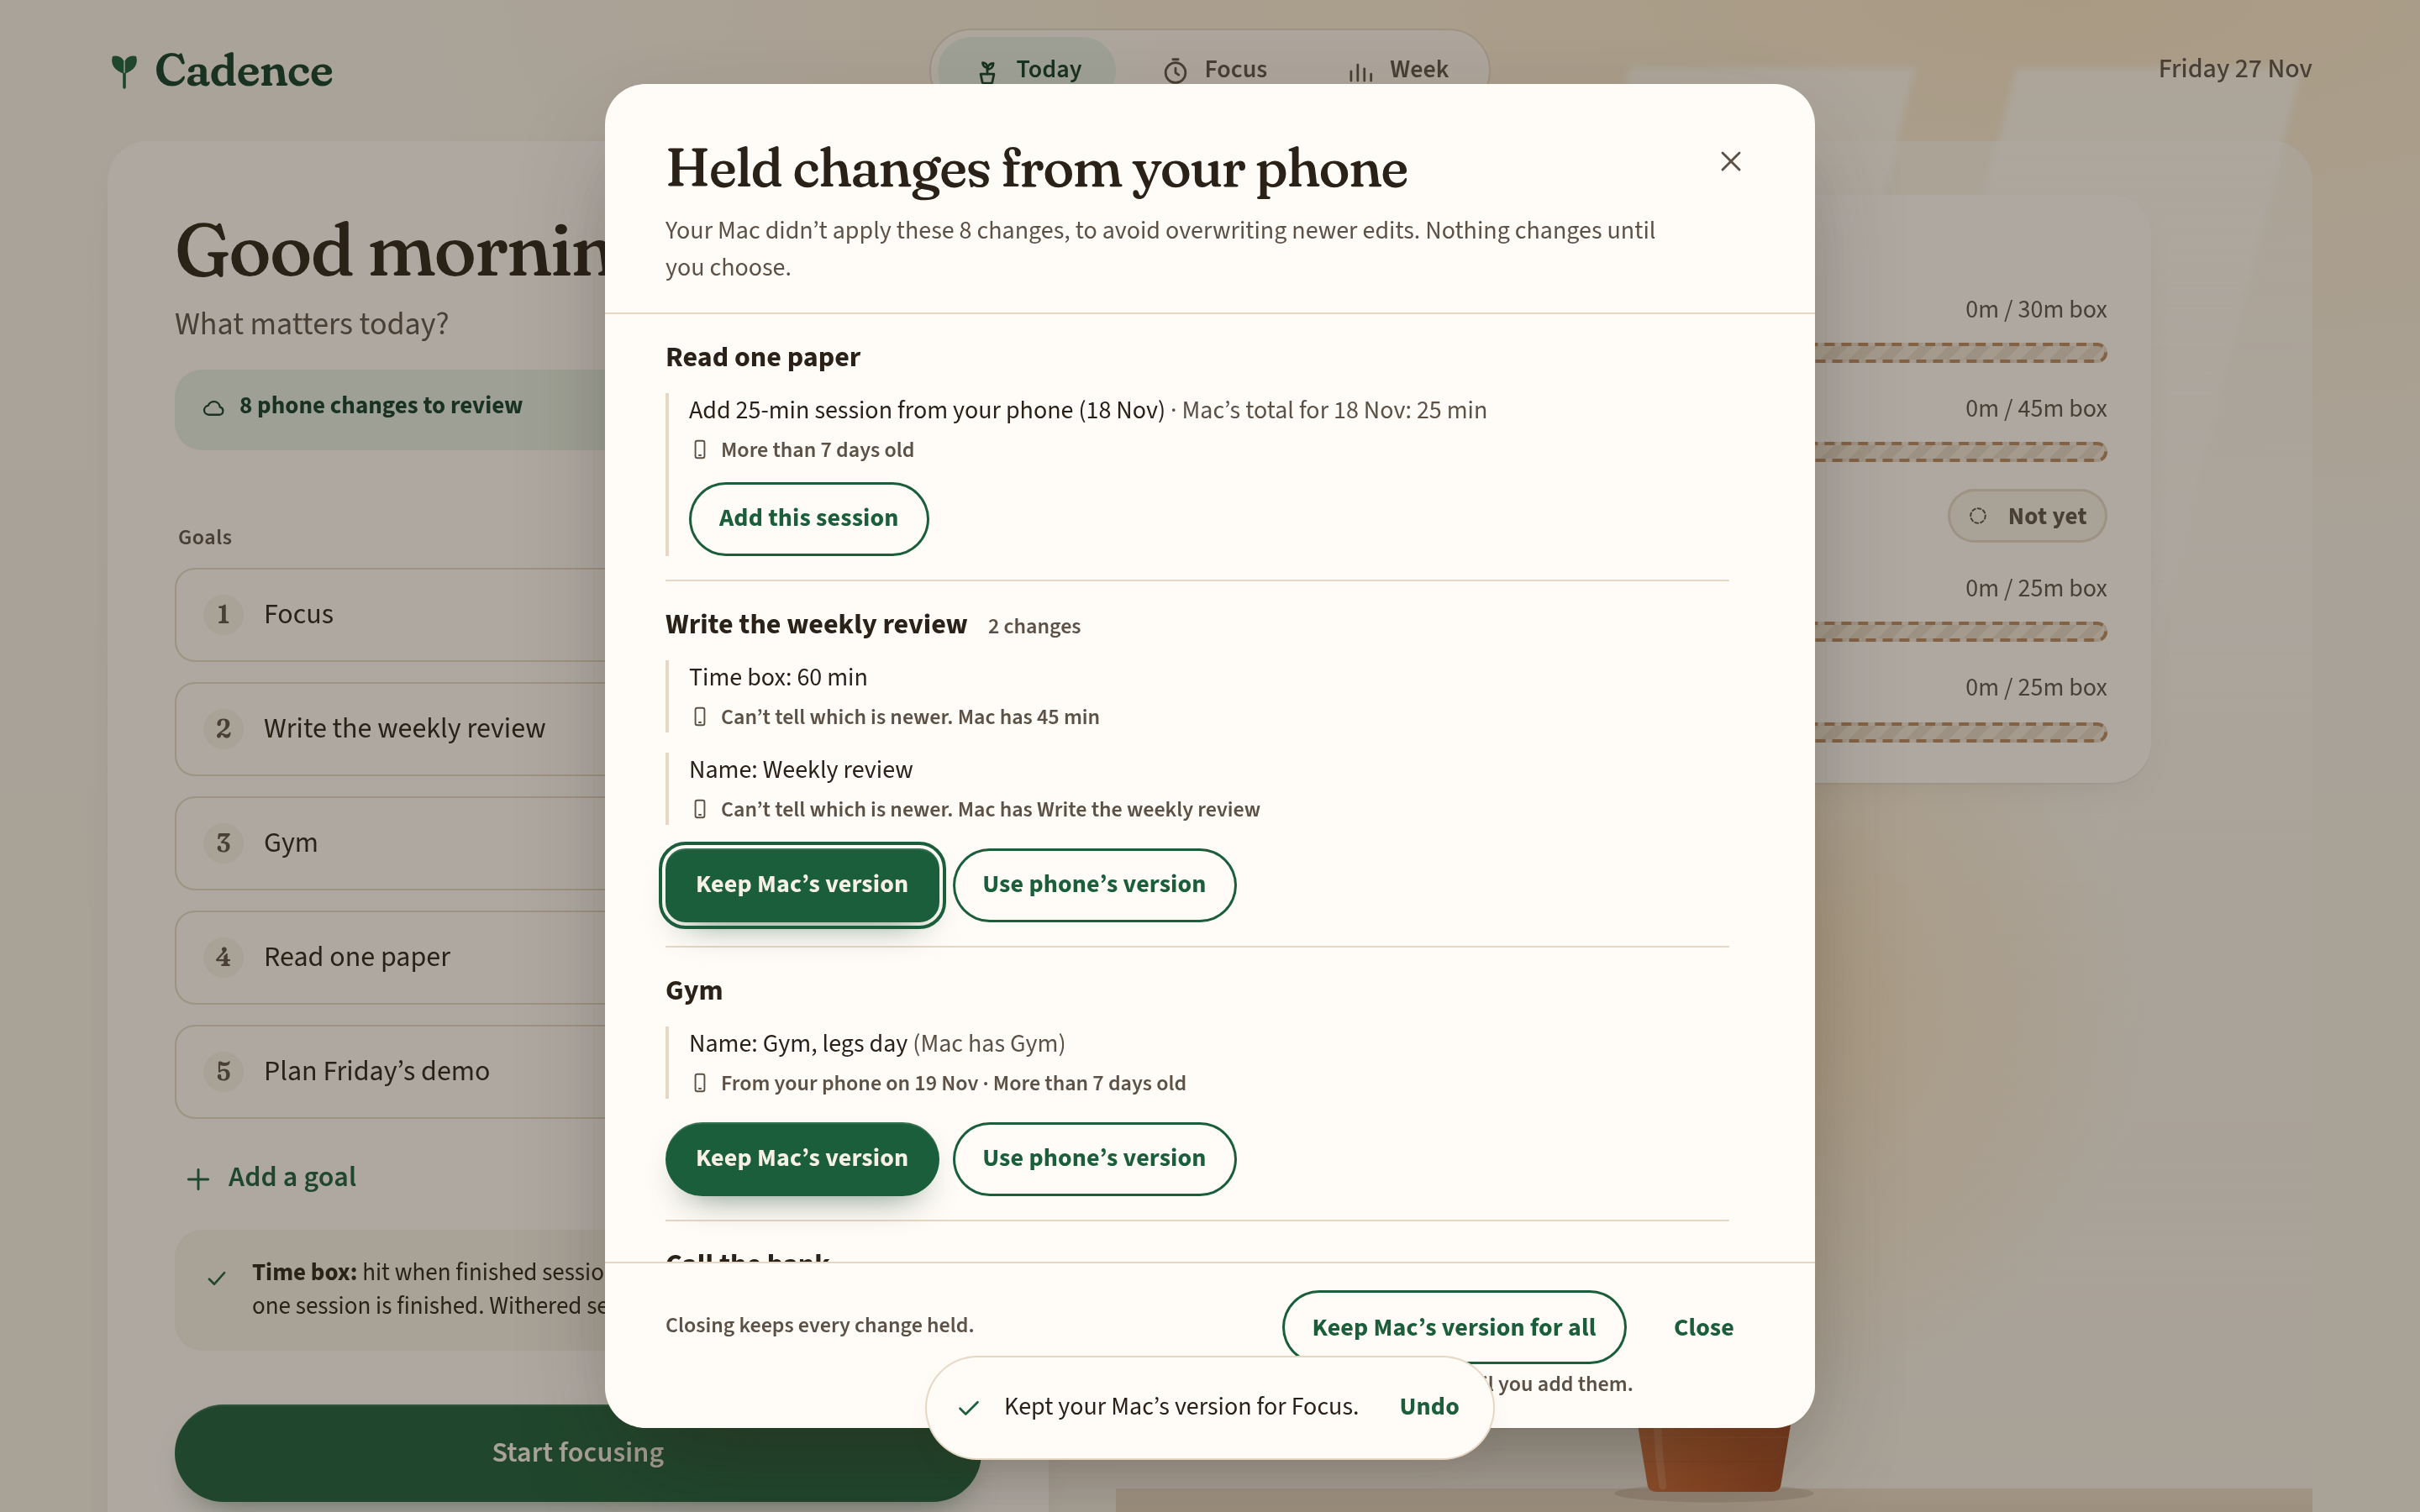 Cadence
Today
Focus
Week
Friday 27 Nov
Good mornin
What matters today?
8 phone changes to review
Goals
1 Focus
2 Write the weekly review
3 Gym
4 Read one paper
5 Plan Friday’s demo
Add a goal
Time box: hit when finished sessio
one session is finished. Withered se
Start focusing
Held changes from your phone
Your Mac didn’t apply these 8 changes, to avoid overwriting newer edits. Nothing changes until
you choose.
Read one paper
Add 25-min session from your phone (18 Nov) · Mac’s total for 18 Nov: 25 min
More than 7 days old
Add this session
Write the weekly review 2 changes
Time box: 60 min
Can’t tell which is newer. Mac has 45 min
Name: Weekly review
Can’t tell which is newer. Mac has Write the weekly review
Keep Mac’s version
Use phone’s version
Gym
Name: Gym, legs day (Mac has Gym)
From your phone on 19 Nov · More than 7 days old
Keep Mac’s version
Use phone’s version
Call the bank
Closing keeps every change held.
Keep Mac’s version for all
Close
you add them.
Kept your Mac’s version for Focus.
Undo
0m / 30m box
0m / 45m box
Not yet
0m / 25m box
0m / 25m box